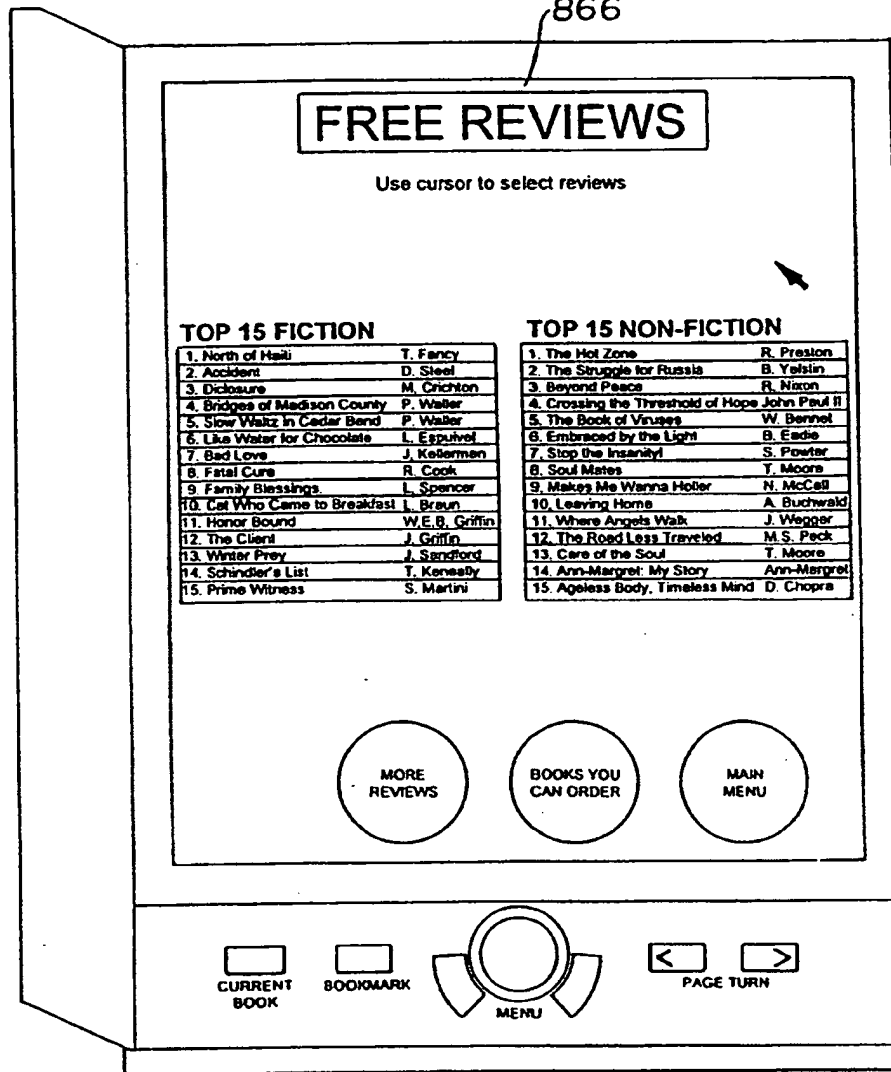 866
FREE REVIEWS
Use cursor to select reviews
TOP 15 FICTION
1. North of Haiti T. Fancy
2. Accident D. Steel
3. Diclosure M. Crichton
4. Bridges of Madison County P. Waller
5. Slow Waltz in Cedar Bend P. Waller
6. Like Water for Chocolate L. Espuivel
7. Bad Love J. Kellerman
8. Fatal Cure R. Cook
9. Family Blessings L. Spencer
10. Cat Who Came to Breakfast L. Braun
11. Honor Bound W.E.B. Griffin
12. The Client J. Griffin
13. Winter Prey J. Sandford
14. Schindler's List T. Keneally
15. Prime Witness S. Martini
TOP 15 NON-FICTION
1. The Hot Zone R. Preston
2. The Struggle for Russia B. Yelstin
3. Beyond Peace R. Nixon
4. Crossing the Threshold of Hope John Paul II
5. The Book of Viruses W. Bennet
6. Embraced by the Light B. Eadie
7. Stop the Insanity! S. Powter
8. Soul Mates T. Moore
9. Makes Me Wanna Holler N. McCall
10. Leaving Home A. Buchwald
11. Where Angels Walk J. Wegger
12. The Road Less Traveled M.S. Peck
13. Care of the Soul T. Moore
14. Ann-Margret: My Story Ann-Margret
15. Ageless Body, Timeless Mind D. Chopra
MORE
REVIEWS
BOOKS YOU
CAN ORDER
MAIN
MENU
CURRENT
BOOK
BOOKMARK
MENU
< >
PAGE TURN